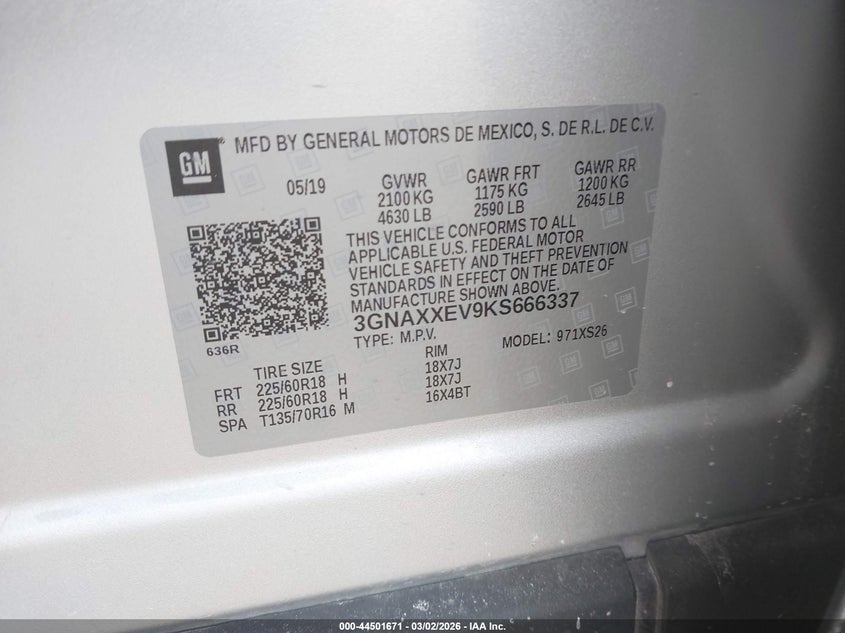 GM MFD BY GENERAL MOTORS DE MEXICO, S. DE R.L. DE C.V.
05/19 GVWR GAWR FRT GAWR RR
2100 KG 1175 KG 1200 KG
4630 LB 2590 LB 2645 LB
THIS VEHICLE CONFORMS TO ALL
APPLICABLE U.S. FEDERAL MOTOR
VEHICLE SAFETY AND THEFT PREVENTION
STANDARDS IN EFFECT ON THE DATE OF
MANUFACTURE SHOWN ABOVE.
3GNAXXEV9KS666337
TYPE: M.P.V. MODEL: 971XS26
636R
TIRE SIZE RIM
FRT 225/60R18 H 18X7J
RR 225/60R18 H 18X7J
SPA T135/70R16 M 16X4BT
000-44501671 - 03/02/2026 - IAA Inc.